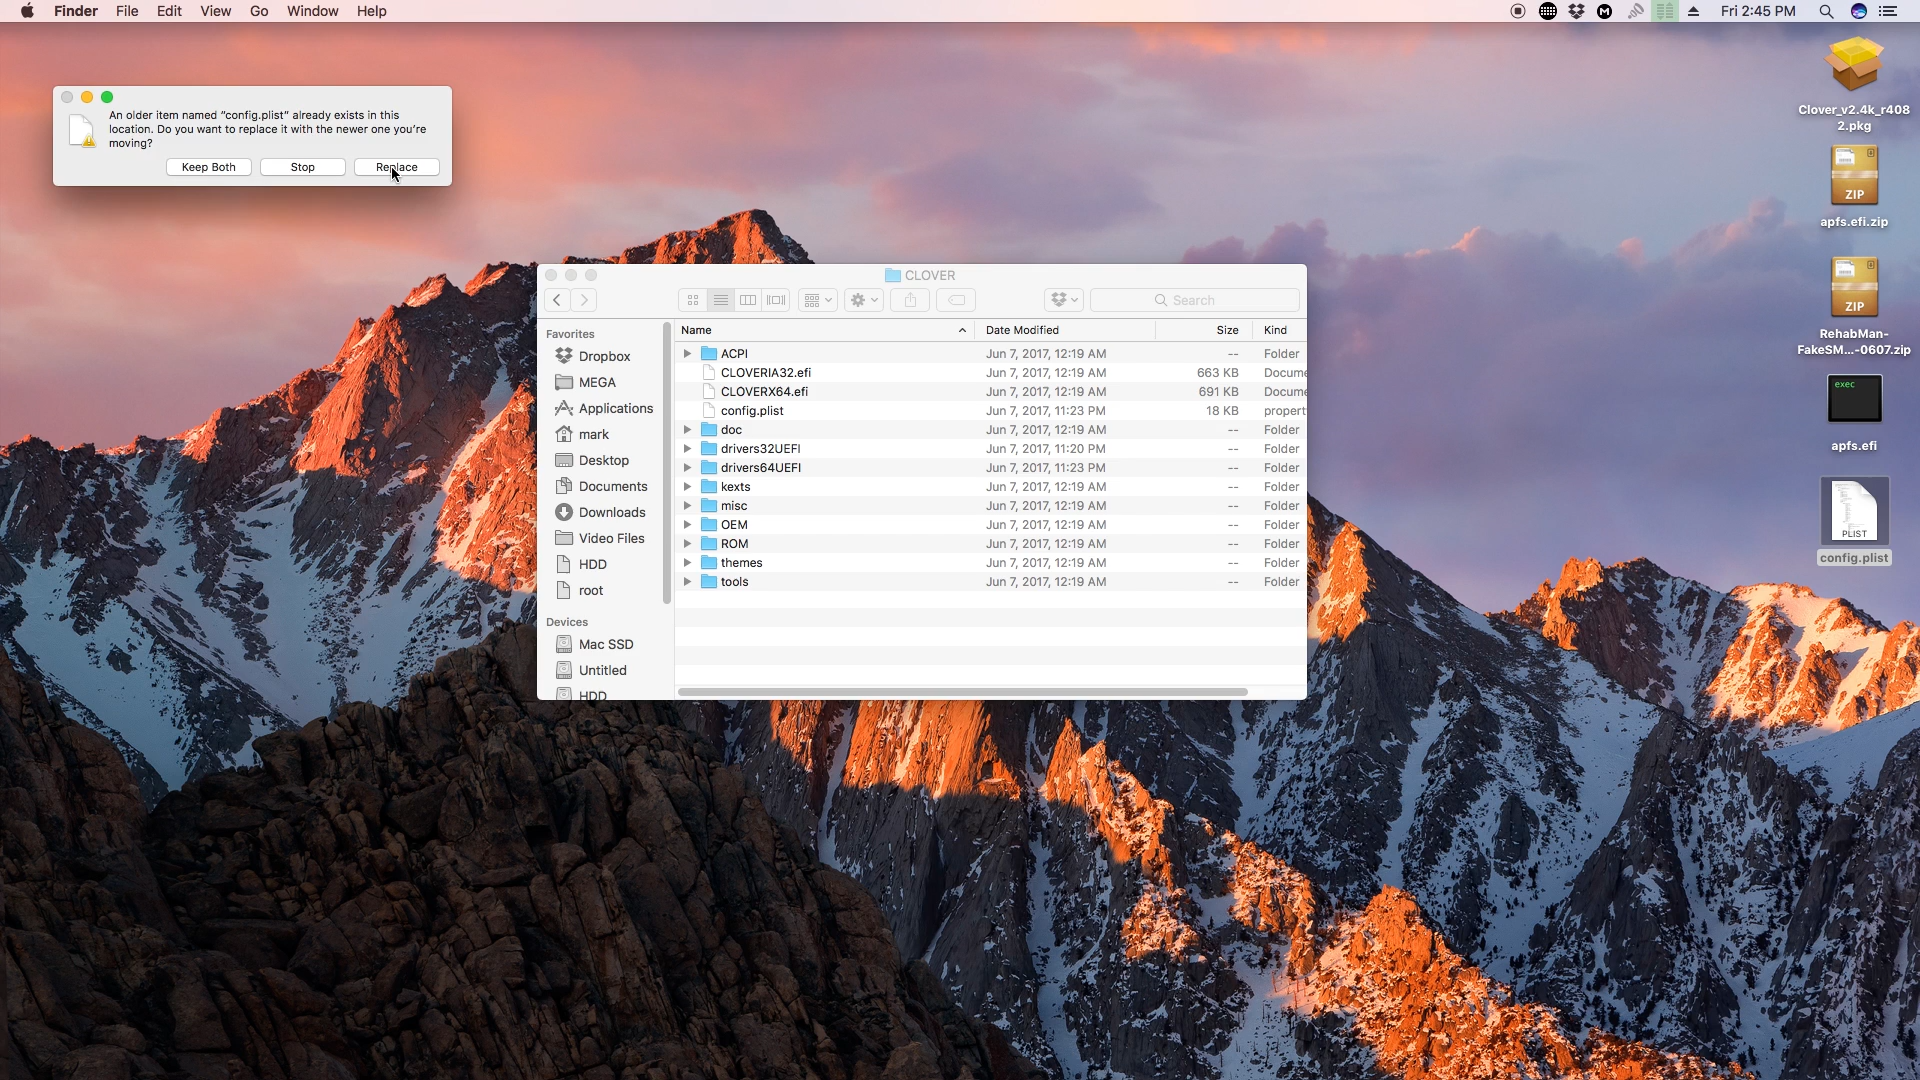 Finder File Edit View Go Window Help
Fri 2:45 PM
An older item named “config.plist” already exists in this
location. Do you want to replace it with the newer one you’re
moving?
Keep Both Stop Replace
CLOVER
Search
Favorites
Dropbox
MEGA
Applications
mark
Desktop
Documents
Downloads
Video Files
HDD
root
Devices
Mac SSD
Untitled
HDD
Name Date Modified Size Kind
ACPI Jun 7, 2017, 12:19 AM -- Folder
CLOVERIA32.efi Jun 7, 2017, 12:19 AM 663 KB Docume
CLOVERX64.efi Jun 7, 2017, 12:19 AM 691 KB Docume
config.plist Jun 7, 2017, 11:23 PM 18 KB propert
doc Jun 7, 2017, 12:19 AM -- Folder
drivers32UEFI Jun 7, 2017, 11:20 PM -- Folder
drivers64UEFI Jun 7, 2017, 11:23 PM -- Folder
kexts Jun 7, 2017, 12:19 AM -- Folder
misc Jun 7, 2017, 12:19 AM -- Folder
OEM Jun 7, 2017, 12:19 AM -- Folder
ROM Jun 7, 2017, 12:19 AM -- Folder
themes Jun 7, 2017, 12:19 AM -- Folder
tools Jun 7, 2017, 12:19 AM -- Folder
Clover_v2.4k_r408
2.pkg
ZIP
apfs.efi.zip
ZIP
RehabMan-
FakeSM...-0607.zip
exec
apfs.efi
PLIST
config.plist